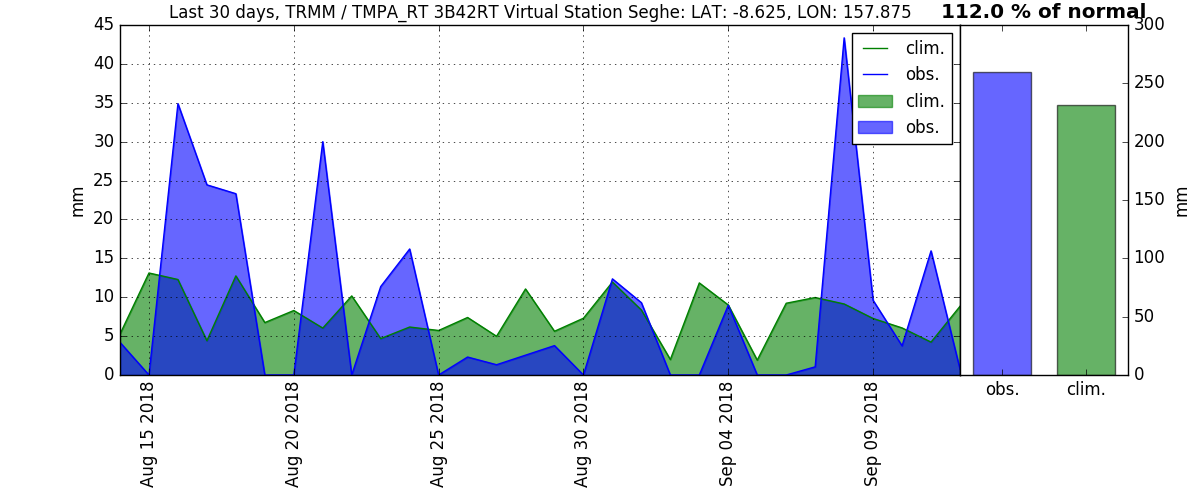 Last 30 days, TRMM / TMPA_RT 3B42RT Virtual Station Seghe: LAT: -8.625, LON: 157.875
112.0 % of normal
45
40
35
30
25
20
15
10
5
0
mm
clim.
obs.
clim.
obs.
300
250
200
150
100
50
0
mm
obs.
clim.
Aug 15 2018
Aug 20 2018
Aug 25 2018
Aug 30 2018
Sep 04 2018
Sep 09 2018